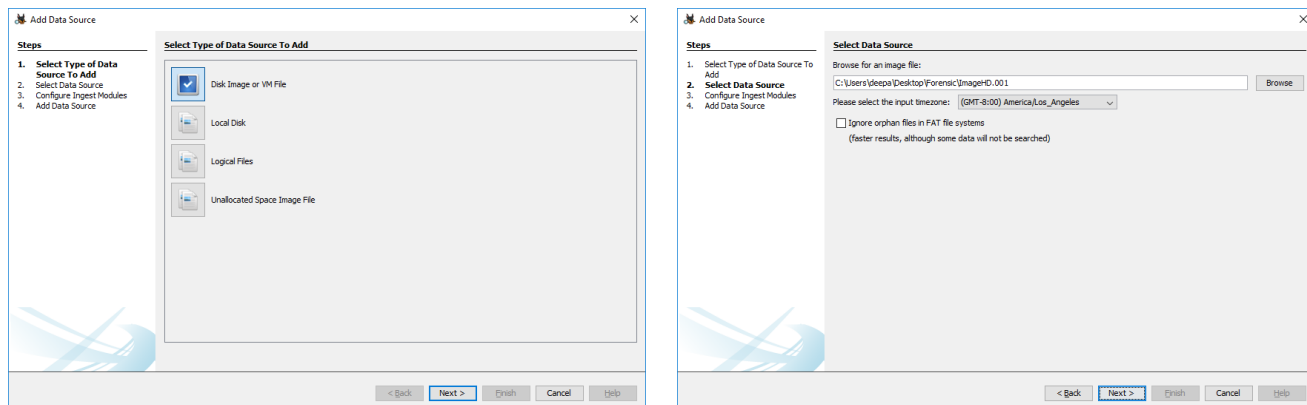 Add Data Source
Steps
1. Select Type of Data
Source To Add
2. Select Data Source
3. Configure Ingest Modules
4. Add Data Source
Select Type of Data Source To Add
Disk Image or VM File
Local Disk
Logical Files
Unallocated Space Image File
< Back Next > Finish Cancel Help
Add Data Source
Steps
1. Select Type of Data Source To
Add
2. Select Data Source
3. Configure Ingest Modules
4. Add Data Source
Select Data Source
Browse for an image file:
C:\Users\deepa\Desktop\Forensic\ImageHD.001 Browse
Please select the input timezone: (GMT-8:00) America/Los_Angeles
Ignore orphan files in FAT file systems
(faster results, although some data will not be searched)
< Back Next > Finish Cancel Help